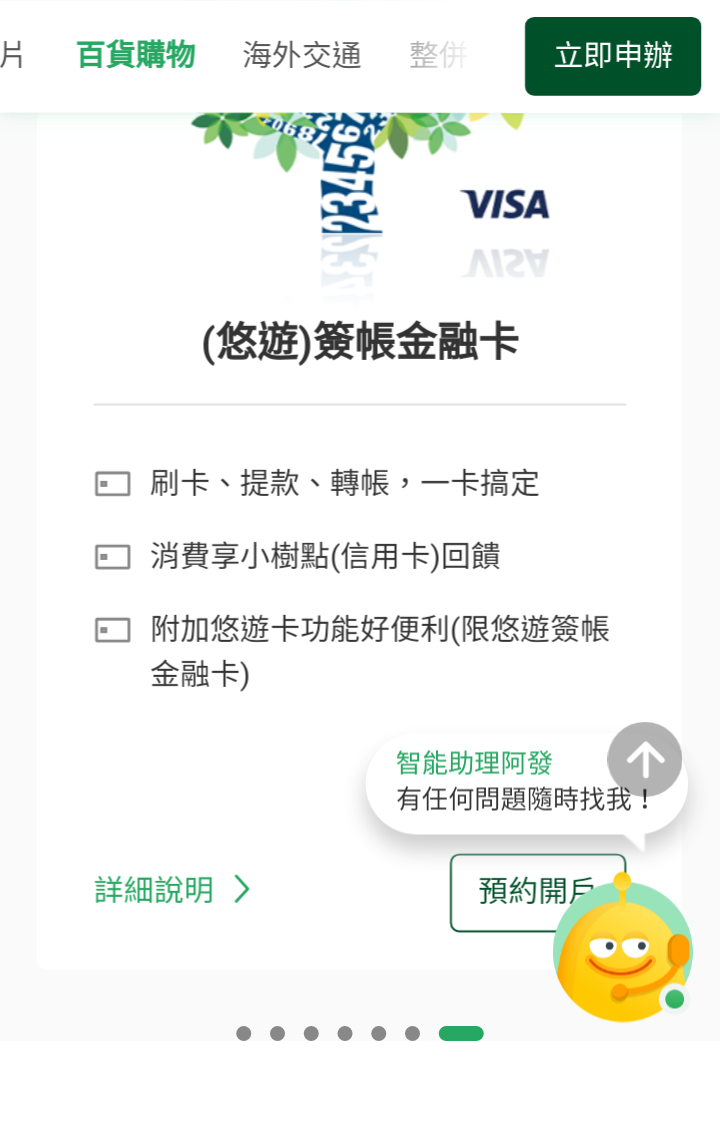 片 百貨購物 海外交通 整併 立即申辦
234567
VISA
(悠遊)簽帳金融卡
刷卡、提款、轉帳，一卡搞定
消費享小樹點(信用卡)回饋
附加悠遊卡功能好便利(限悠遊簽帳
金融卡)
智能助理阿發
有任何問題隨時找我！
詳細說明
預約開戶